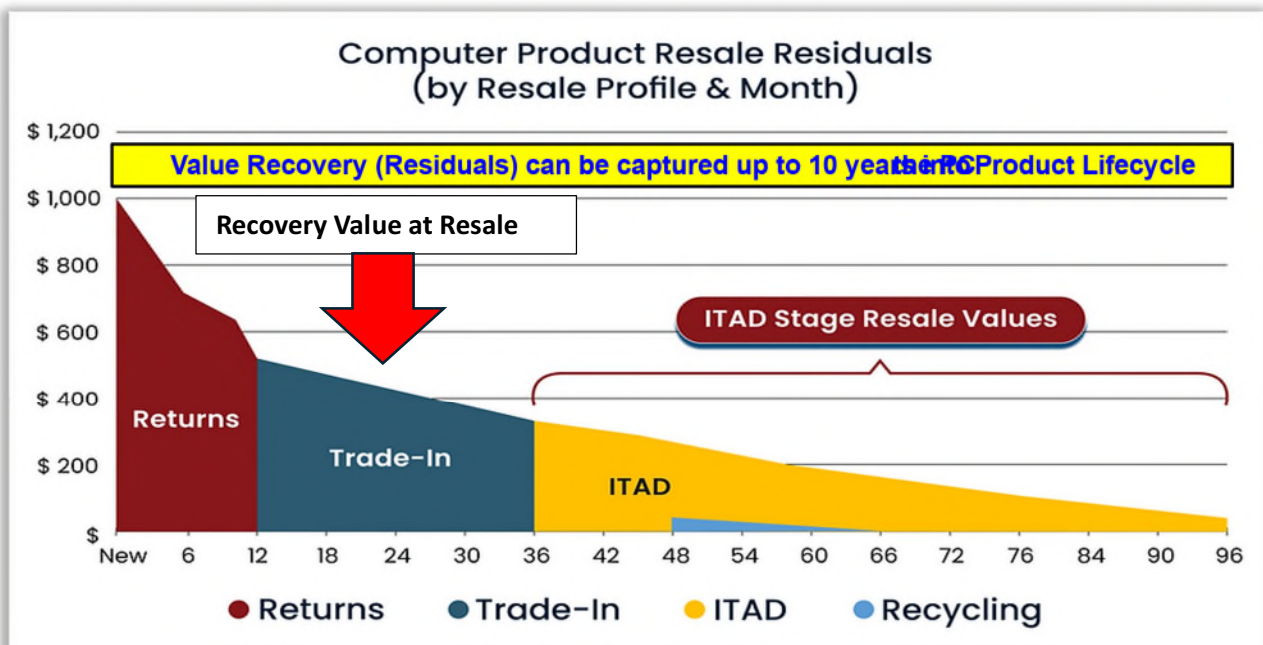 Computer Product Resale Residuals
(by Resale Profile & Month)
$ 1,200
Value Recovery (Residuals) can be captured up to 10 years into the PC Product Lifecycle
$ 1,000
Recovery Value at Resale
$ 800
$ 600
ITAD Stage Resale Values
$ 400
Returns
Trade-In
$ 200
ITAD
$
New 6 12 18 24 30 36 42 48 54 60 66 72 76 84 90 96
Returns Trade-In ITAD Recycling